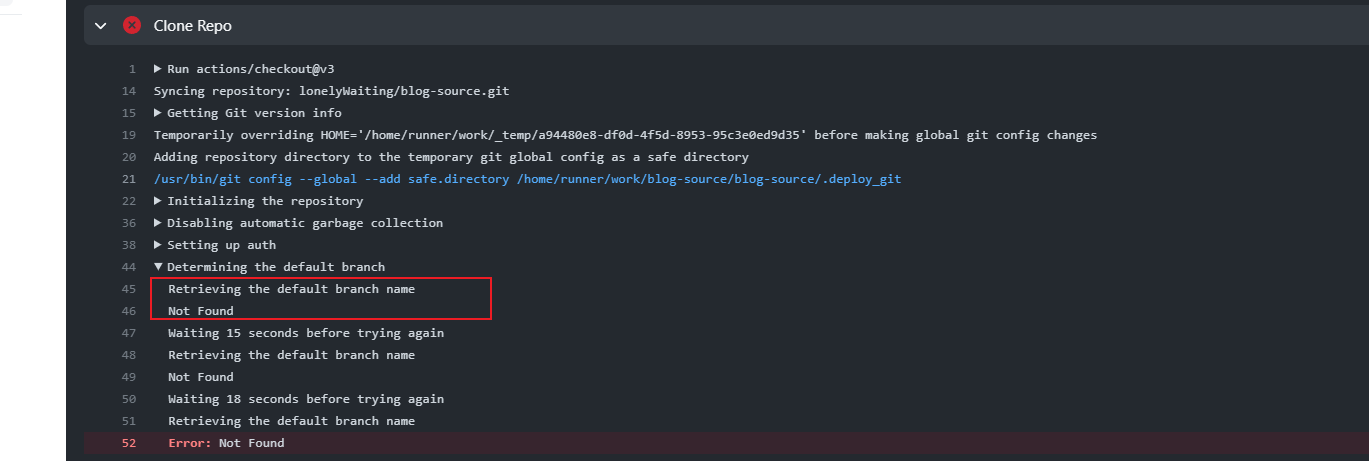 Clone Repo
1 Run actions/checkout@v3
14 Syncing repository: lonelyWaiting/blog-source.git
15 Getting Git version info
19 Temporarily overriding HOME='/home/runner/work/_temp/a94480e8-df0d-4f5d-8953-95c3e0ed9d35' before making global git config changes
20 Adding repository directory to the temporary git global config as a safe directory
21 /usr/bin/git config --global --add safe.directory /home/runner/work/blog-source/blog-source/.deploy_git
22 Initializing the repository
36 Disabling automatic garbage collection
38 Setting up auth
44 Determining the default branch
45 Retrieving the default branch name
46 Not Found
47 Waiting 15 seconds before trying again
48 Retrieving the default branch name
49 Not Found
50 Waiting 18 seconds before trying again
51 Retrieving the default branch name
52 Error: Not Found